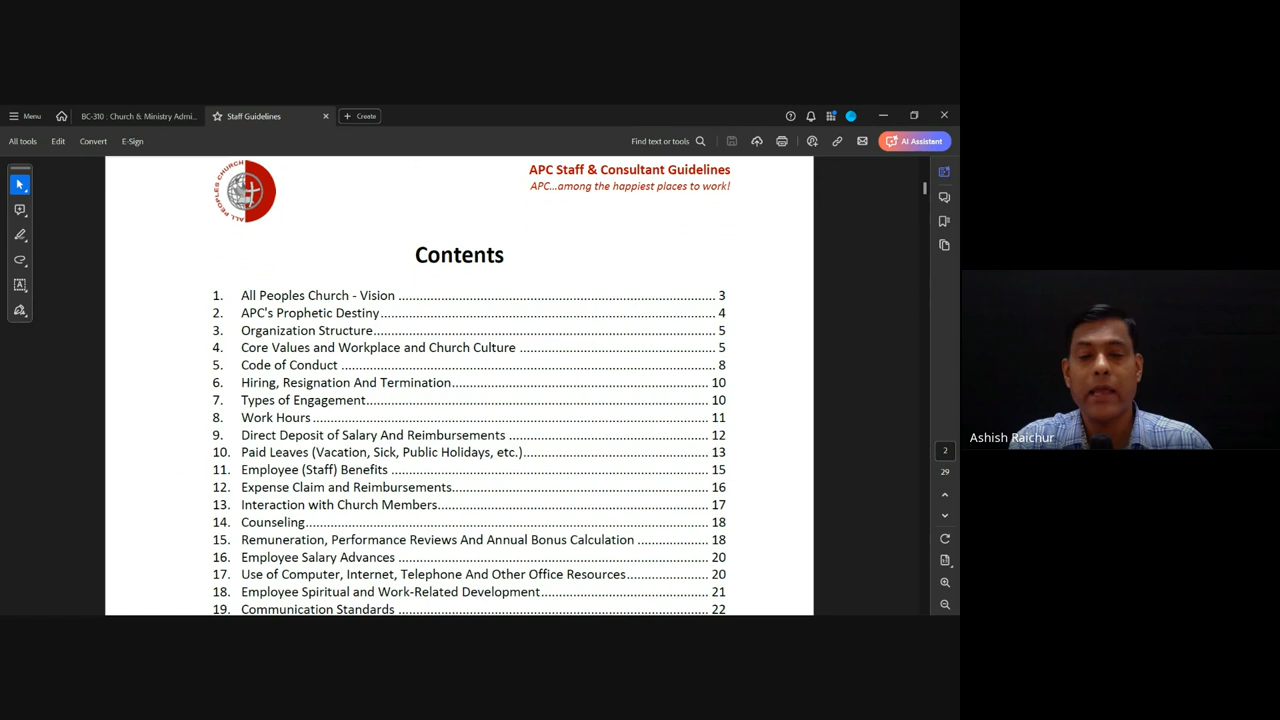 Menu
BC-310 : Church & Ministry Admi...
Staff Guidelines
Create
All tools
Edit
Convert
E-Sign
Find text or tools
AI Assistant
ALL PEOPLES CHURCH
APC Staff & Consultant Guidelines
APC...among the happiest places to work!
Contents
1. All Peoples Church - Vision 3
2. APC's Prophetic Destiny 4
3. Organization Structure 5
4. Core Values and Workplace and Church Culture 5
5. Code of Conduct 8
6. Hiring, Resignation And Termination 10
7. Types of Engagement 10
8. Work Hours 11
9. Direct Deposit of Salary And Reimbursements 12
10. Paid Leaves (Vacation, Sick, Public Holidays, etc.) 13
11. Employee (Staff) Benefits 15
12. Expense Claim and Reimbursements 16
13. Interaction with Church Members 17
14. Counseling 18
15. Remuneration, Performance Reviews And Annual Bonus Calculation 18
16. Employee Salary Advances 20
17. Use of Computer, Internet, Telephone And Other Office Resources 20
18. Employee Spiritual and Work-Related Development 21
19. Communication Standards 22
2
29
Ashish Raichur